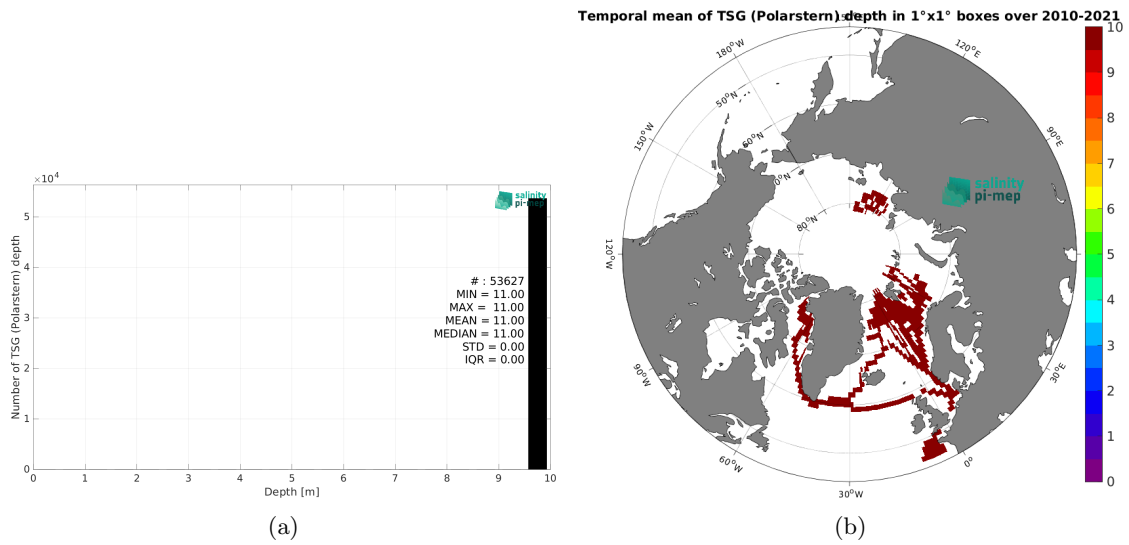 ×10⁴
5
4
3
2
1
0
Number of TSG (Polarstern) depth
salinity
pi-mep
# : 53627
MIN = 11.00
MAX = 11.00
MEAN = 11.00
MEDIAN = 11.00
STD = 0.00
IQR = 0.00
0 1 2 3 4 5 6 7 8 9 10
Depth [m]
(a)
Temporal mean of TSG (Polarstern) depth in 1°x1° boxes over 2010-2021
180°W
120°E
150°W
90°E
50°N
60°N
0°N
80°N
120°W
salinity
pi-mep
90°W
30°E
60°W
0°
30°W
10
9
8
7
6
5
4
3
2
1
0
(b)